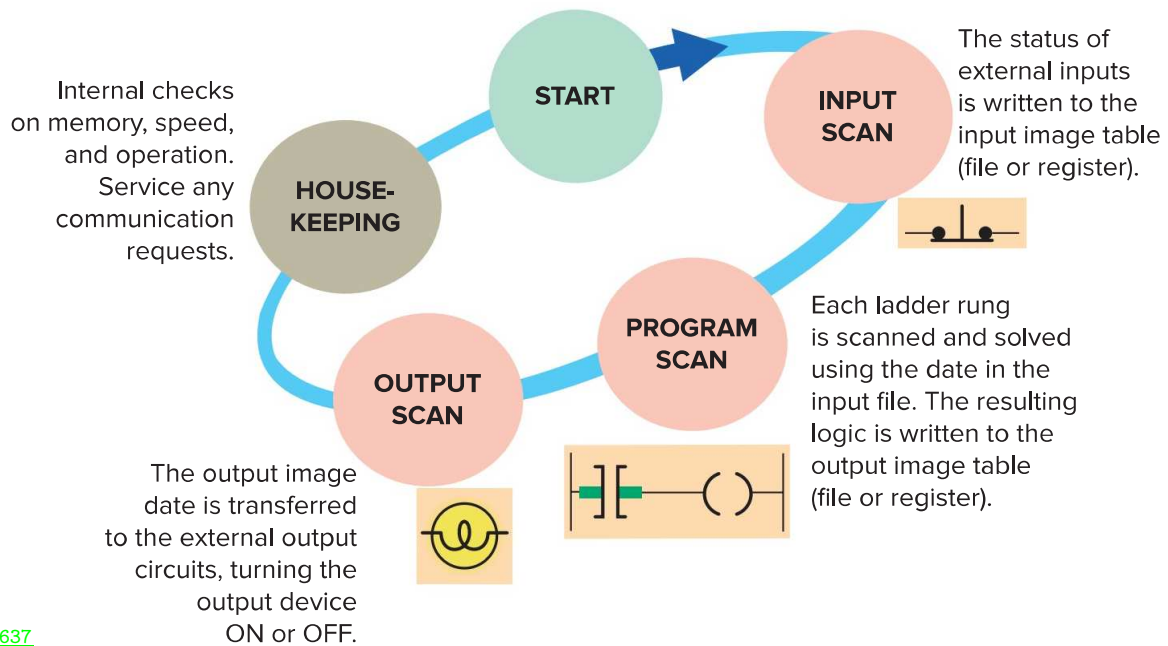 START
INPUT
SCAN
The status of
external inputs
is written to the
input image table
(file or register).
PROGRAM
SCAN
Each ladder rung
is scanned and solved
using the date in the
input file. The resulting
logic is written to the
output image table
(file or register).
OUTPUT
SCAN
The output image
date is transferred
to the external output
circuits, turning the
output device
ON or OFF.
HOUSE-
KEEPING
Internal checks
on memory, speed,
and operation.
Service any
communication
requests.
637